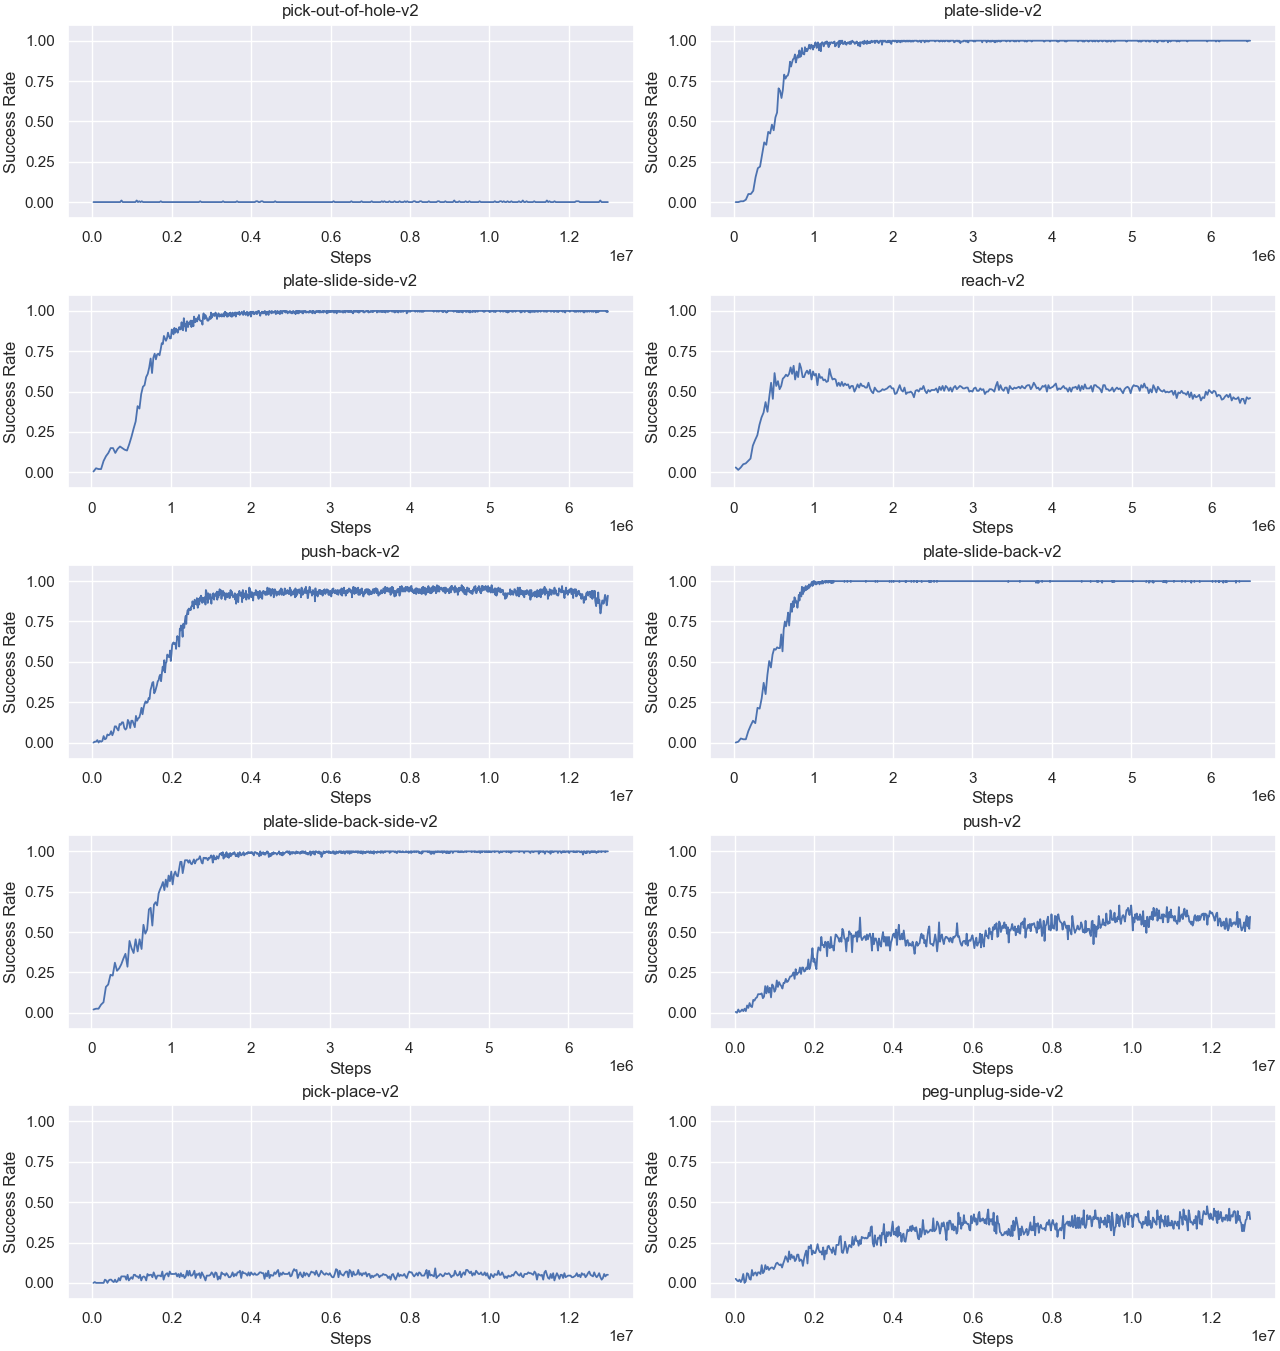 pick-out-of-hole-v2
1.00
0.75
0.50
0.25
0.00
Success Rate
0.0 0.2 0.4 0.6 0.8 1.0 1.2
Steps
1e7
plate-slide-v2
1.00
0.75
0.50
0.25
0.00
Success Rate
0 1 2 3 4 5 6
Steps
1e6
plate-slide-side-v2
1.00
0.75
0.50
0.25
0.00
Success Rate
0 1 2 3 4 5 6
Steps
1e6
reach-v2
1.00
0.75
0.50
0.25
0.00
Success Rate
0 1 2 3 4 5 6
Steps
1e6
push-back-v2
1.00
0.75
0.50
0.25
0.00
Success Rate
0.0 0.2 0.4 0.6 0.8 1.0 1.2
Steps
1e7
plate-slide-back-v2
1.00
0.75
0.50
0.25
0.00
Success Rate
0 1 2 3 4 5 6
Steps
1e6
plate-slide-back-side-v2
1.00
0.75
0.50
0.25
0.00
Success Rate
0 1 2 3 4 5 6
Steps
1e6
push-v2
1.00
0.75
0.50
0.25
0.00
Success Rate
0.0 0.2 0.4 0.6 0.8 1.0 1.2
Steps
1e7
pick-place-v2
1.00
0.75
0.50
0.25
0.00
Success Rate
0.0 0.2 0.4 0.6 0.8 1.0 1.2
Steps
1e7
peg-unplug-side-v2
1.00
0.75
0.50
0.25
0.00
Success Rate
0.0 0.2 0.4 0.6 0.8 1.0 1.2
Steps
1e7